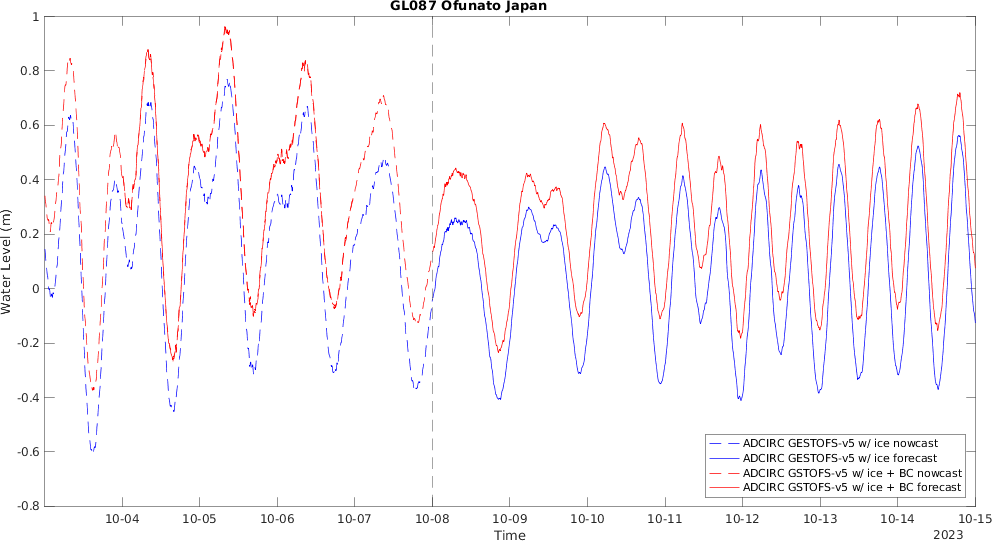 GL087 Ofunato Japan
Water Level (m)
1
0.8
0.6
0.4
0.2
0
-0.2
-0.4
-0.6
-0.8
ADCIRC GESTOFS-v5 w/ ice nowcast
ADCIRC GESTOFS-v5 w/ ice forecast
ADCIRC GSTOFS-v5 w/ ice + BC nowcast
ADCIRC GSTOFS-v5 w/ ice + BC forecast
10-04 10-05 10-06 10-07 10-08 10-09 10-10 10-11 10-12 10-13 10-14 10-15
Time
2023